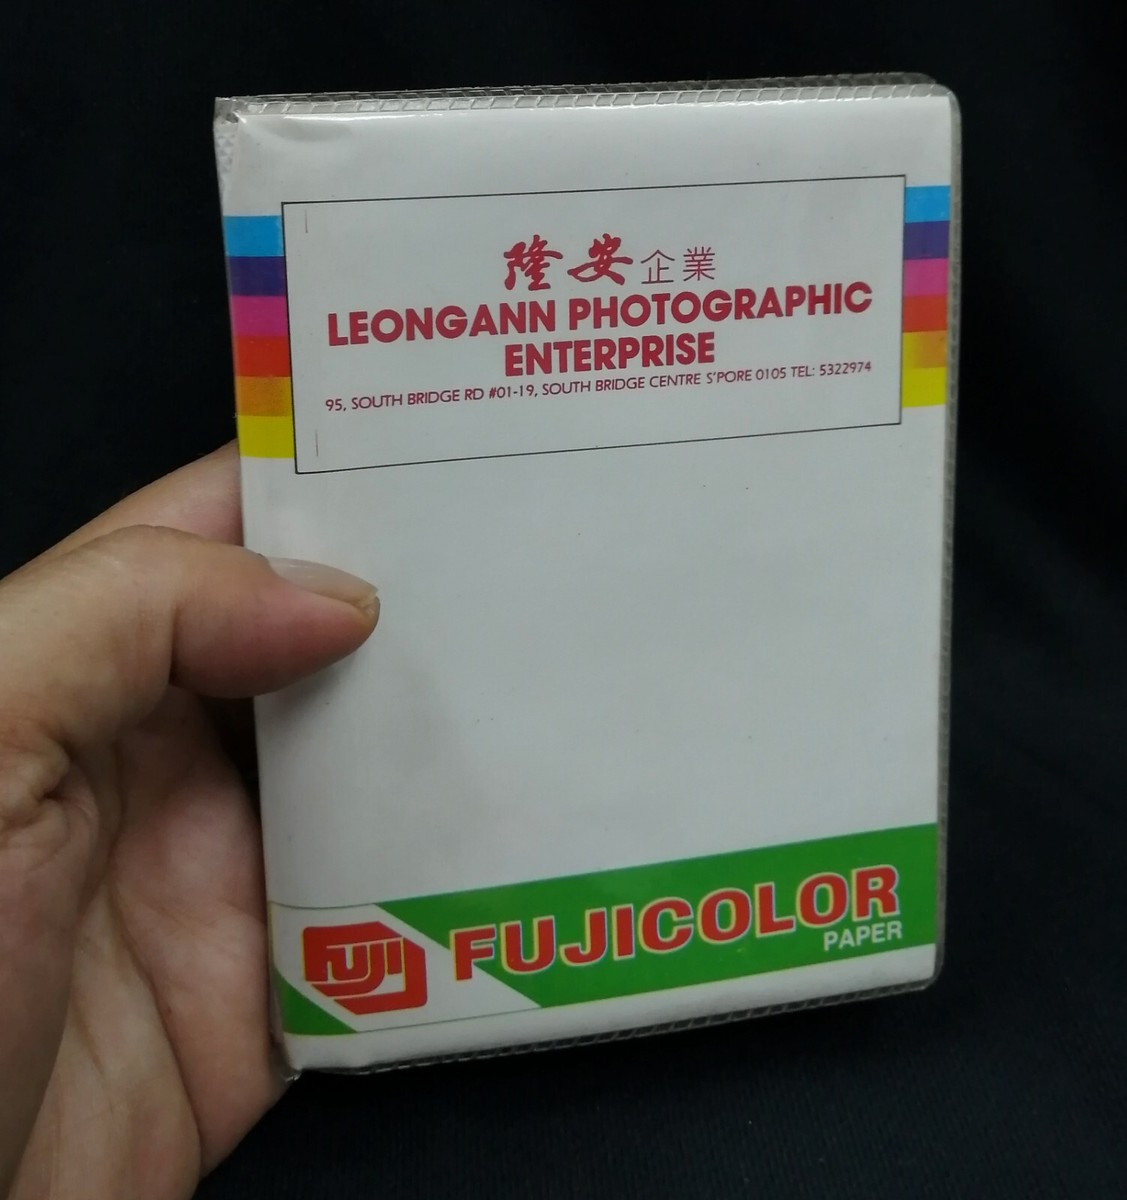 隆安企業
LEONGANN PHOTOGRAPHIC
ENTERPRISE
95, SOUTH BRIDGE RD #01-19, SOUTH BRIDGE CENTRE S'PORE 0105 TEL: 5322974
FUJI
FUJICOLOR
PAPER